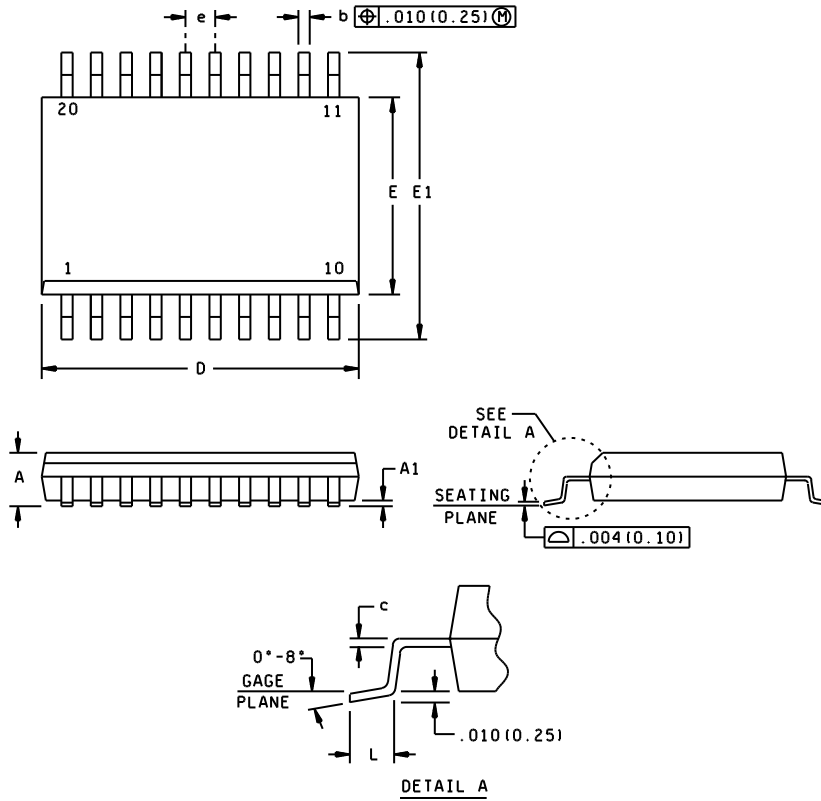 e
b ⌖ .010(0.25) Ⓜ
20 11
E E1
1 10
D
SEE
DETAIL A
A
A1
SEATING
PLANE
⌓ .004(0.10)
c
0°-8°
GAGE
PLANE
.010(0.25)
L
DETAIL A